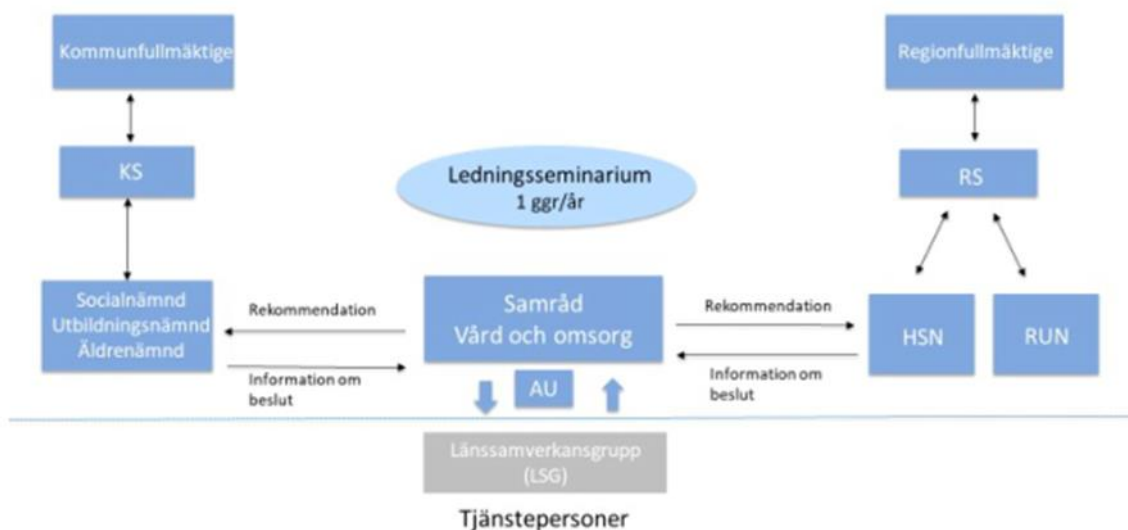 Kommunfullmäktige
Regionfullmäktige
KS
Ledningsseminarium
1 ggr/år
RS
Socialnämnd
Utbildningsnämnd
Äldrenämnd
Rekommendation
Information om
beslut
Samråd
Vård och omsorg
Rekommendation
Information om
beslut
HSN
RUN
AU
Länssamverkansgrupp
(LSG)
Tjänstepersoner